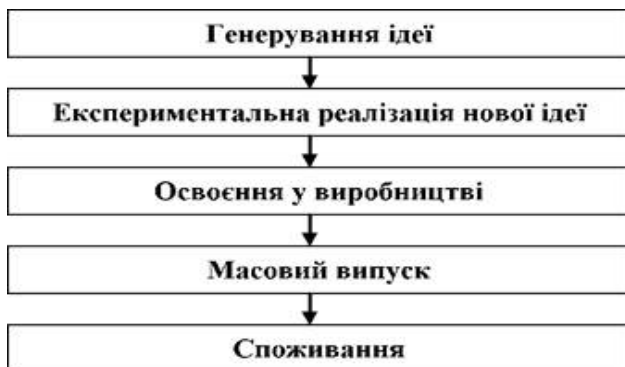 Генерування ідеї
Експериментальна реалізація нової ідеї
Освоєння у виробництві
Масовий випуск
Споживання